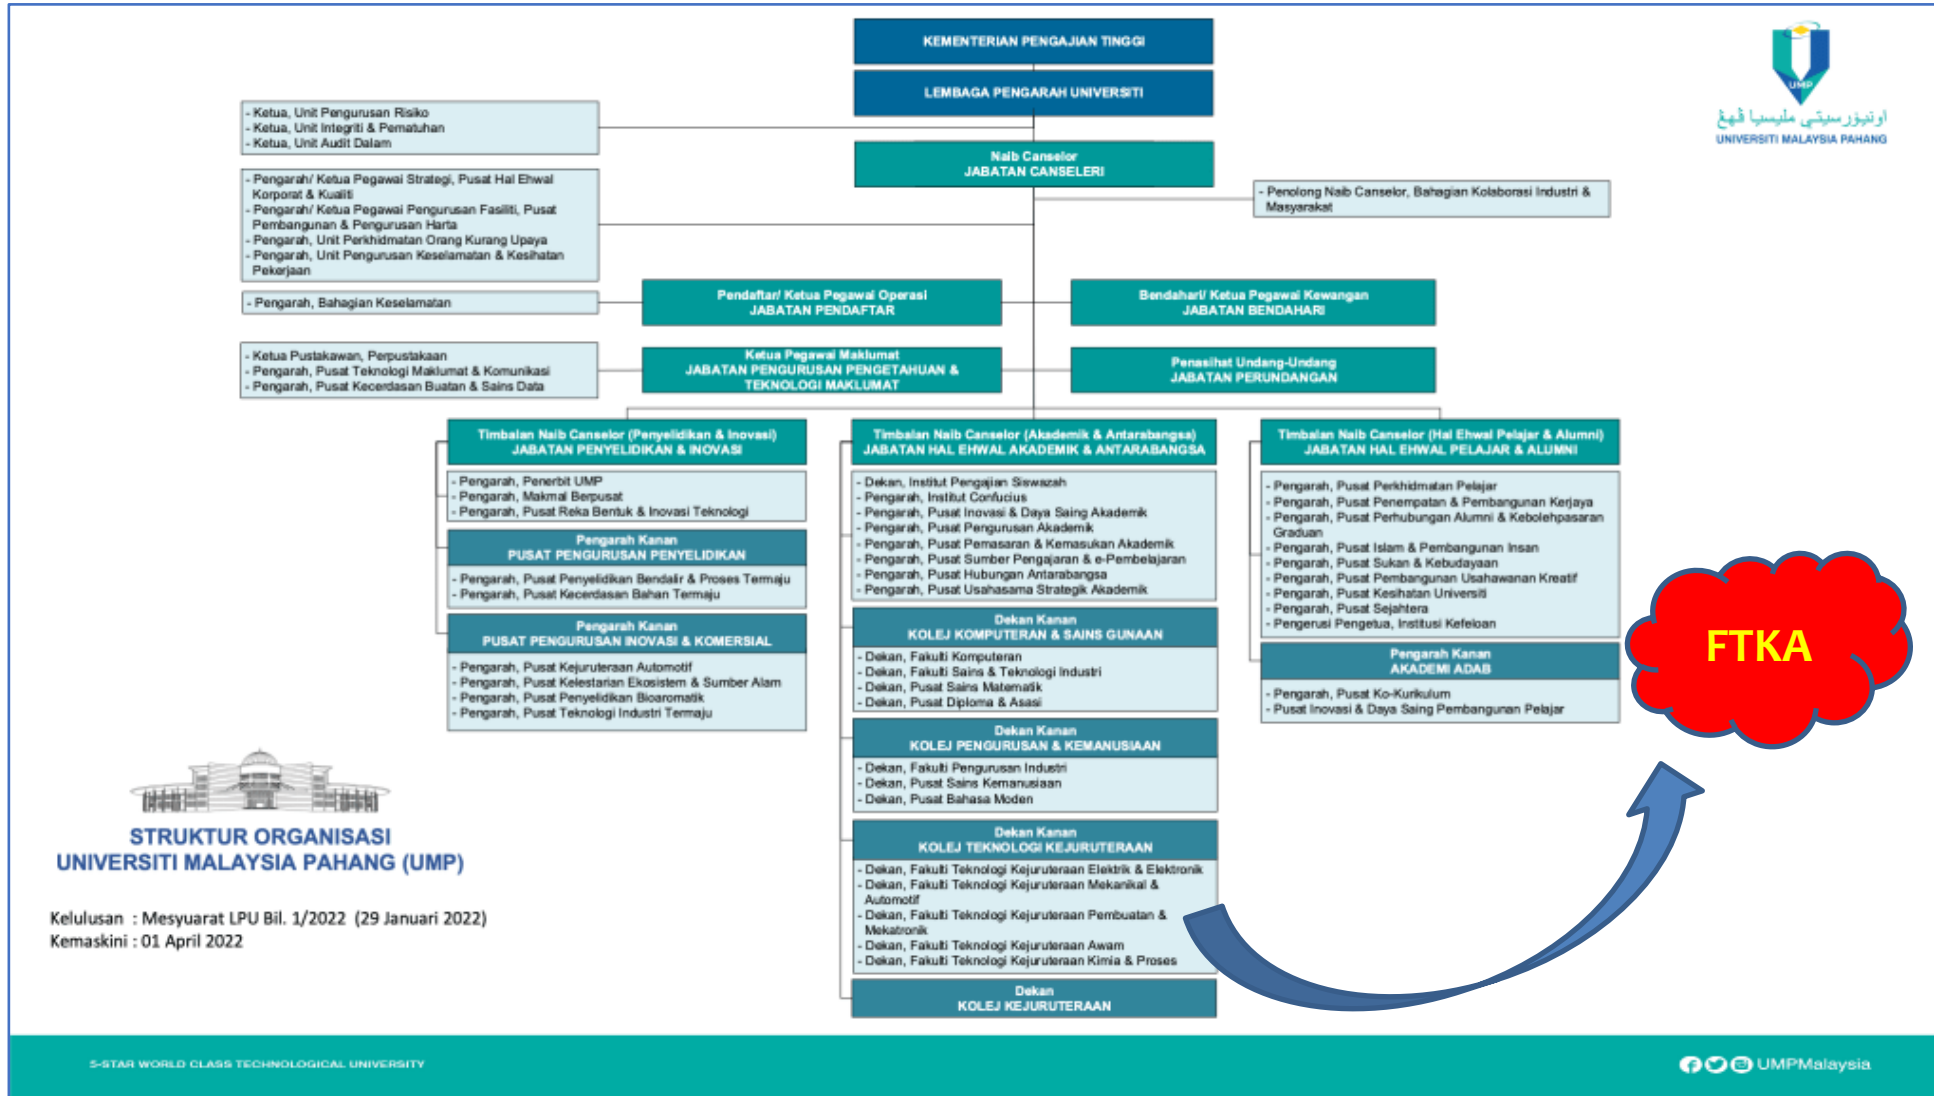 KEMENTERIAN PENGAJIAN TINGGI
LEMBAGA PENGARAH UNIVERSITI
UMP
اونيۏرسيتي مليسيا ڤهڠ
UNIVERSITI MALAYSIA PAHANG
- Ketua, Unit Pengurusan Risiko
- Ketua, Unit Integriti & Pematuhan
- Ketua, Unit Audit Dalam
Naib Canselor
JABATAN CANSELERI
- Pengarah/ Ketua Pegawai Strategi, Pusat Hal Ehwal
Korporat & Kualiti
- Pengarah/ Ketua Pegawai Pengurusan Fasiliti, Pusat
Pembangunan & Pengurusan Harta
- Pengarah, Unit Perkhidmatan Orang Kurang Upaya
- Pengarah, Unit Pengurusan Keselamatan & Kesihatan
Pekerjaan
- Penolong Naib Canselor, Bahagian Kolaborasi Industri &
Masyarakat
- Pengarah, Bahagian Keselamatan
Pendaftar/ Ketua Pegawai Operasi
JABATAN PENDAFTAR
Bendahari/ Ketua Pegawai Kewangan
JABATAN BENDAHARI
- Ketua Pustakawan, Perpustakaan
- Pengarah, Pusat Teknologi Maklumat & Komunikasi
- Pengarah, Pusat Kecerdasan Buatan & Sains Data
Ketua Pegawai Maklumat
JABATAN PENGURUSAN PENGETAHUAN &
TEKNOLOGI MAKLUMAT
Penasihat Undang-Undang
JABATAN PERUNDANGAN
Timbalan Naib Canselor (Penyelidikan & Inovasi)
JABATAN PENYELIDIKAN & INOVASI
- Pengarah, Penerbit UMP
- Pengarah, Makmal Berpusat
- Pengarah, Pusat Reka Bentuk & Inovasi Teknologi
Pengarah Kanan
PUSAT PENGURUSAN PENYELIDIKAN
- Pengarah, Pusat Penyelidikan Bendalir & Proses Termaju
- Pengarah, Pusat Kecerdasan Bahan Termaju
Pengarah Kanan
PUSAT PENGURUSAN INOVASI & KOMERSIAL
- Pengarah, Pusat Kejuruteraan Automotif
- Pengarah, Pusat Kelestarian Ekosistem & Sumber Alam
- Pengarah, Pusat Penyelidikan Bioaromatik
- Pengarah, Pusat Teknologi Industri Termaju
Timbalan Naib Canselor (Akademik & Antarabangsa)
JABATAN HAL EHWAL AKADEMIK & ANTARABANGSA
- Dekan, Institut Pengajian Siswazah
- Pengarah, Institut Confucius
- Pengarah, Pusat Inovasi & Daya Saing Akademik
- Pengarah, Pusat Pengurusan Akademik
- Pengarah, Pusat Pemasaran & Kemasukan Akademik
- Pengarah, Pusat Sumber Pengajaran & e-Pembelajaran
- Pengarah, Pusat Hubungan Antarabangsa
- Pengarah, Pusat Usahasama Strategik Akademik
Dekan Kanan
KOLEJ KOMPUTERAN & SAINS GUNAAN
- Dekan, Fakulti Komputeran
- Dekan, Fakulti Sains & Teknologi Industri
- Dekan, Pusat Sains Matematik
- Dekan, Pusat Diploma & Asasi
Dekan Kanan
KOLEJ PENGURUSAN & KEMANUSIAAN
- Dekan, Fakulti Pengurusan Industri
- Dekan, Pusat Sains Kemanusiaan
- Dekan, Pusat Bahasa Moden
Dekan Kanan
KOLEJ TEKNOLOGI KEJURUTERAAN
- Dekan, Fakulti Teknologi Kejuruteraan Elektrik & Elektronik
- Dekan, Fakulti Teknologi Kejuruteraan Mekanikal &
Automotif
- Dekan, Fakulti Teknologi Kejuruteraan Pembuatan &
Mekatronik
- Dekan, Fakulti Teknologi Kejuruteraan Awam
- Dekan, Fakulti Teknologi Kejuruteraan Kimia & Proses
Dekan
KOLEJ KEJURUTERAAN
Timbalan Naib Canselor (Hal Ehwal Pelajar & Alumni)
JABATAN HAL EHWAL PELAJAR & ALUMNI
- Pengarah, Pusat Perkhidmatan Pelajar
- Pengarah, Pusat Penempatan & Pembangunan Kerjaya
- Pengarah, Pusat Perhubungan Alumni & Kebolehpasaran
Graduan
- Pengarah, Pusat Islam & Pembangunan Insan
- Pengarah, Pusat Sukan & Kebudayaan
- Pengarah, Pusat Pembangunan Usahawanan Kreatif
- Pengarah, Pusat Kesihatan Universiti
- Pengarah, Pusat Sejahtera
- Pengerusi Pengetua, Institusi Kefeloan
Pengarah Kanan
AKADEMI ADAB
- Pengarah, Pusat Ko-Kurikulum
- Pusat Inovasi & Daya Saing Pembangunan Pelajar
FTKA
STRUKTUR ORGANISASI
UNIVERSITI MALAYSIA PAHANG (UMP)
Kelulusan : Mesyuarat LPU Bil. 1/2022 (29 Januari 2022)
Kemaskini : 01 April 2022
5-STAR WORLD CLASS TECHNOLOGICAL UNIVERSITY
UMPMalaysia